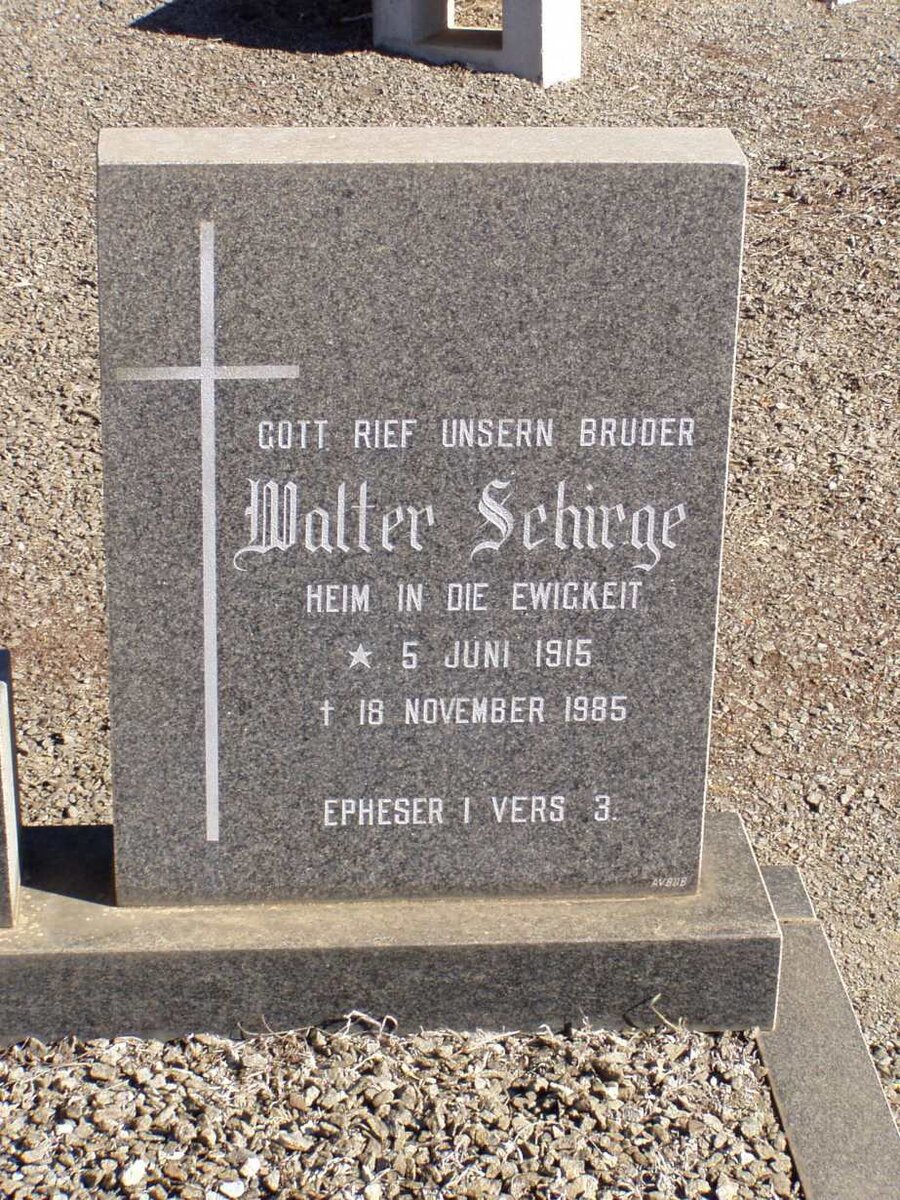 GOTT RIEF UNSERN BRUDER
Walter Schirge
HEIM IN DIE EWIGKEIT
★ 5 JUNI 1915
† 18 NOVEMBER 1985
EPHESER 1 VERS 3.